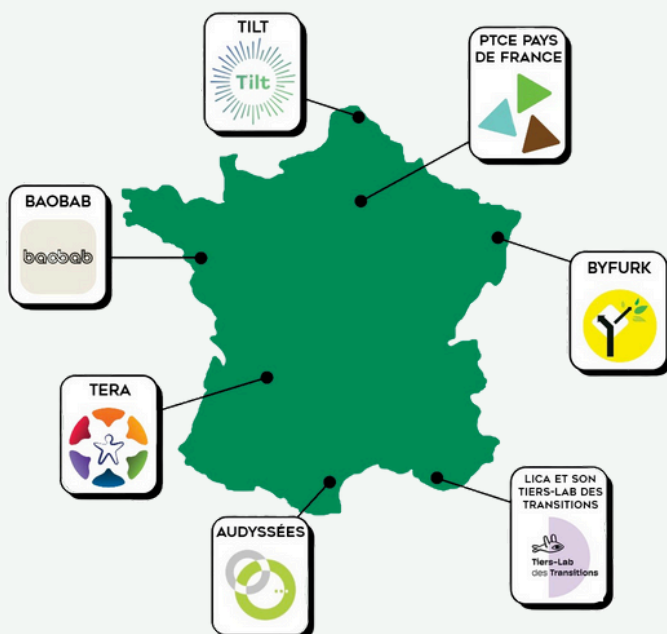 TILT
Tilt
PTCE PAYS
DE FRANCE
BAOBAB
baobab
BYFURK
TERA
AUDYSSÉES
LICA ET SON
TIERS-LAB DES
TRANSITIONS
Tiers-Lab
des Transitions